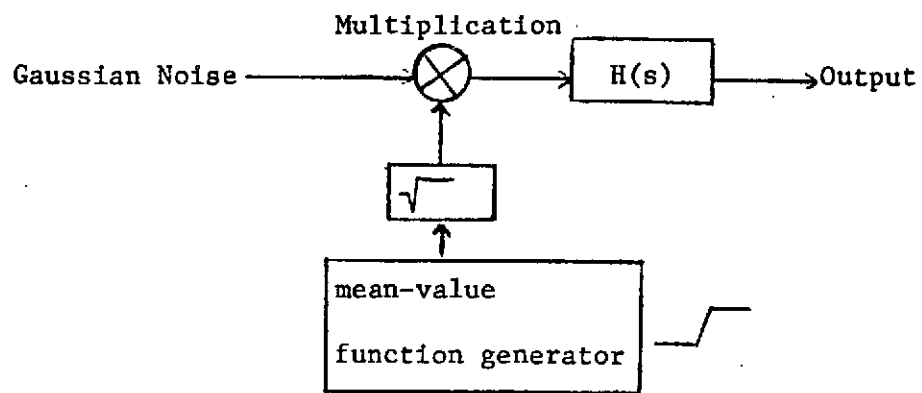 Multiplication
Gaussian Noise
H(s)
Output
√
mean-value
function generator